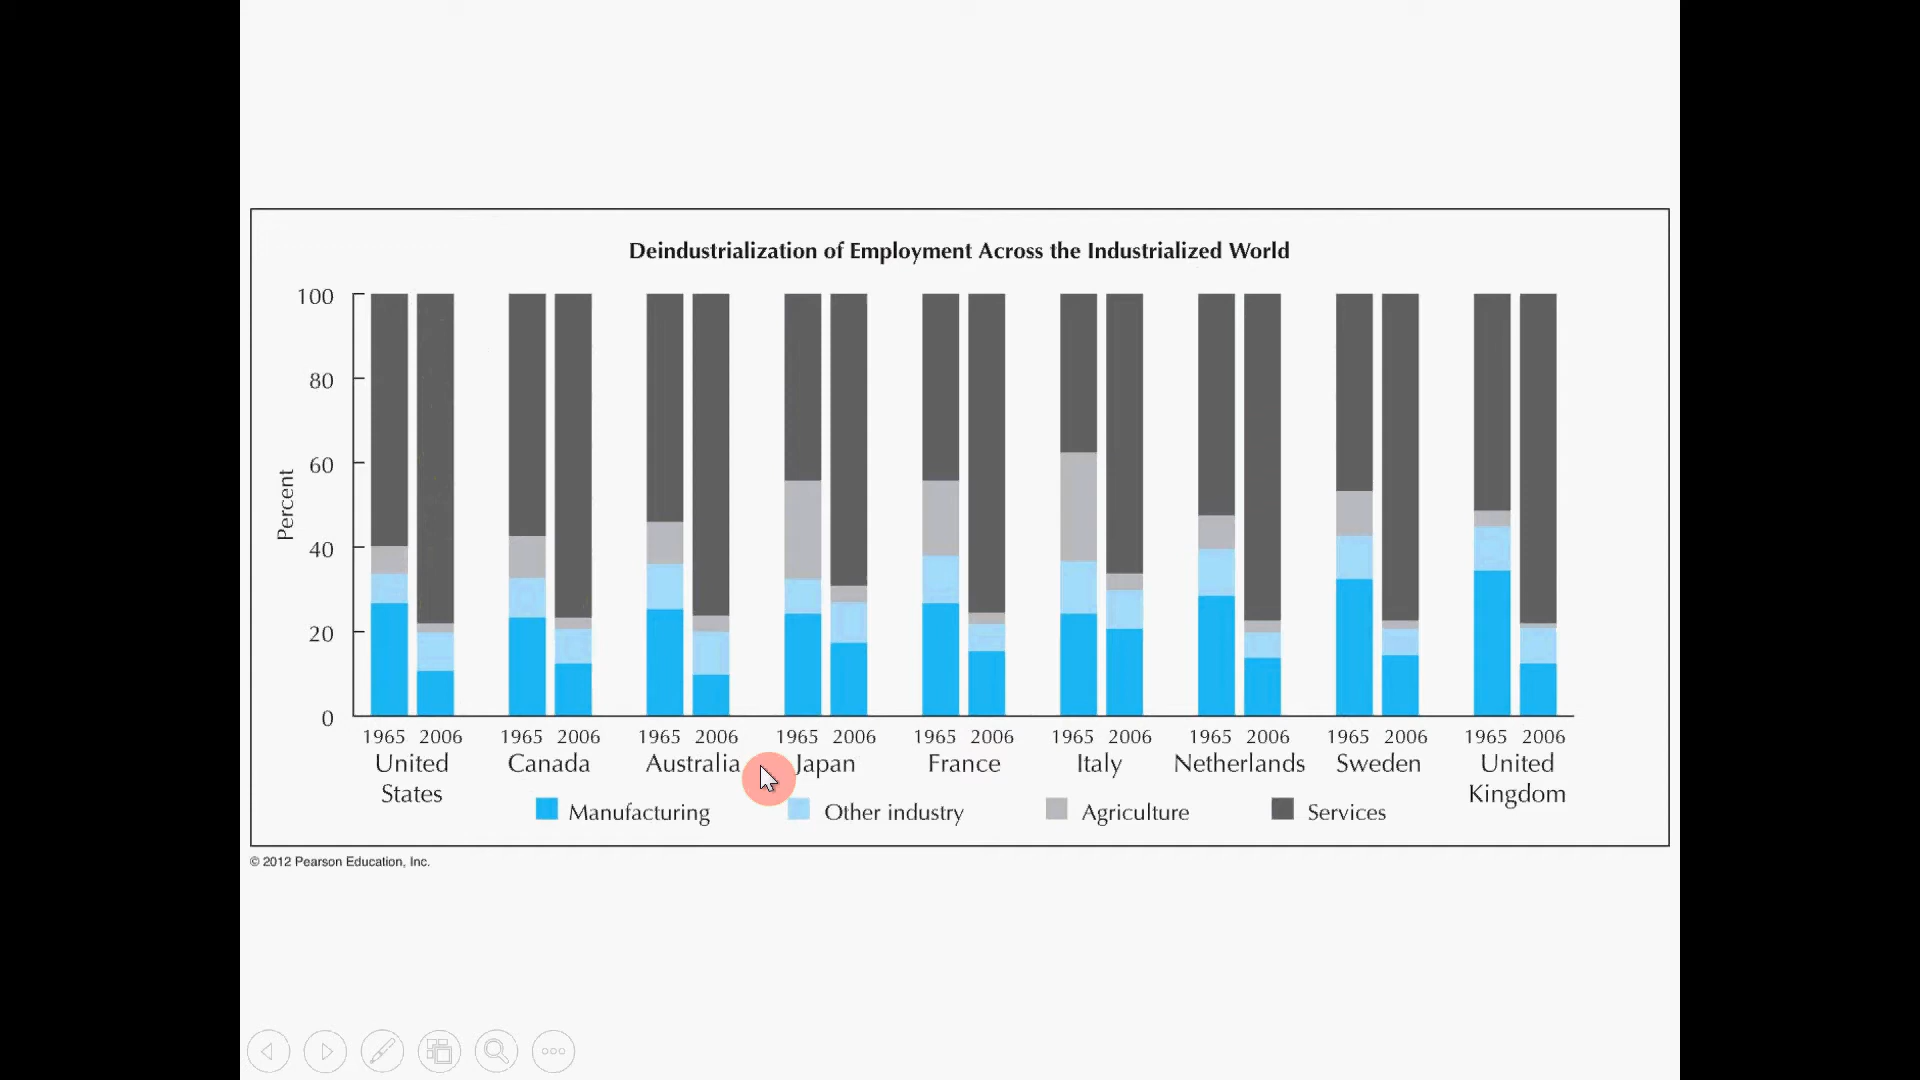 Deindustrialization of Employment Across the Industrialized World
100
80
60
40
20
0
Percent
1965 2006 1965 2006 1965 2006 1965 2006 1965 2006 1965 2006 1965 2006 1965 2006 1965 2006
United States
Canada
Australia
Japan
France
Italy
Netherlands
Sweden
United Kingdom
Manufacturing
Other industry
Agriculture
Services
© 2012 Pearson Education, Inc.